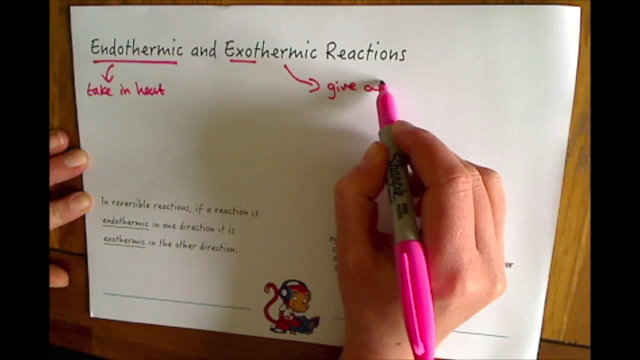 Endothermic and Exothermic Reactions
take in heat
give
In reversible reactions, if a reaction is
endothermic in one direction it is
exothermic in the other direction.
Sharpie